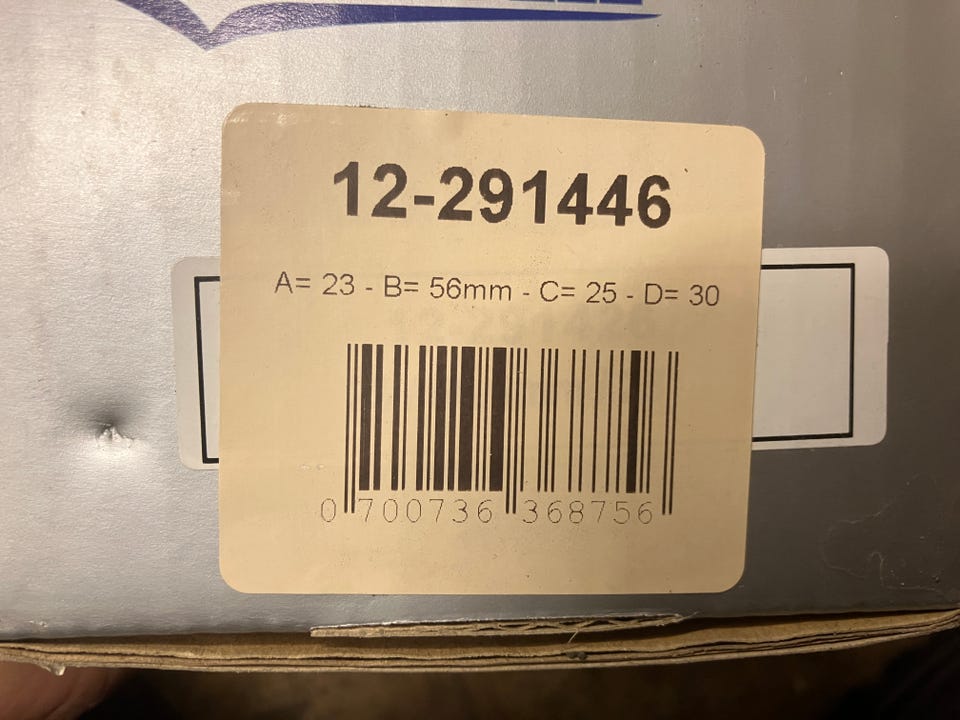 12-291446
A= 23 - B= 56mm - C= 25 - D= 30
0 700736 368756